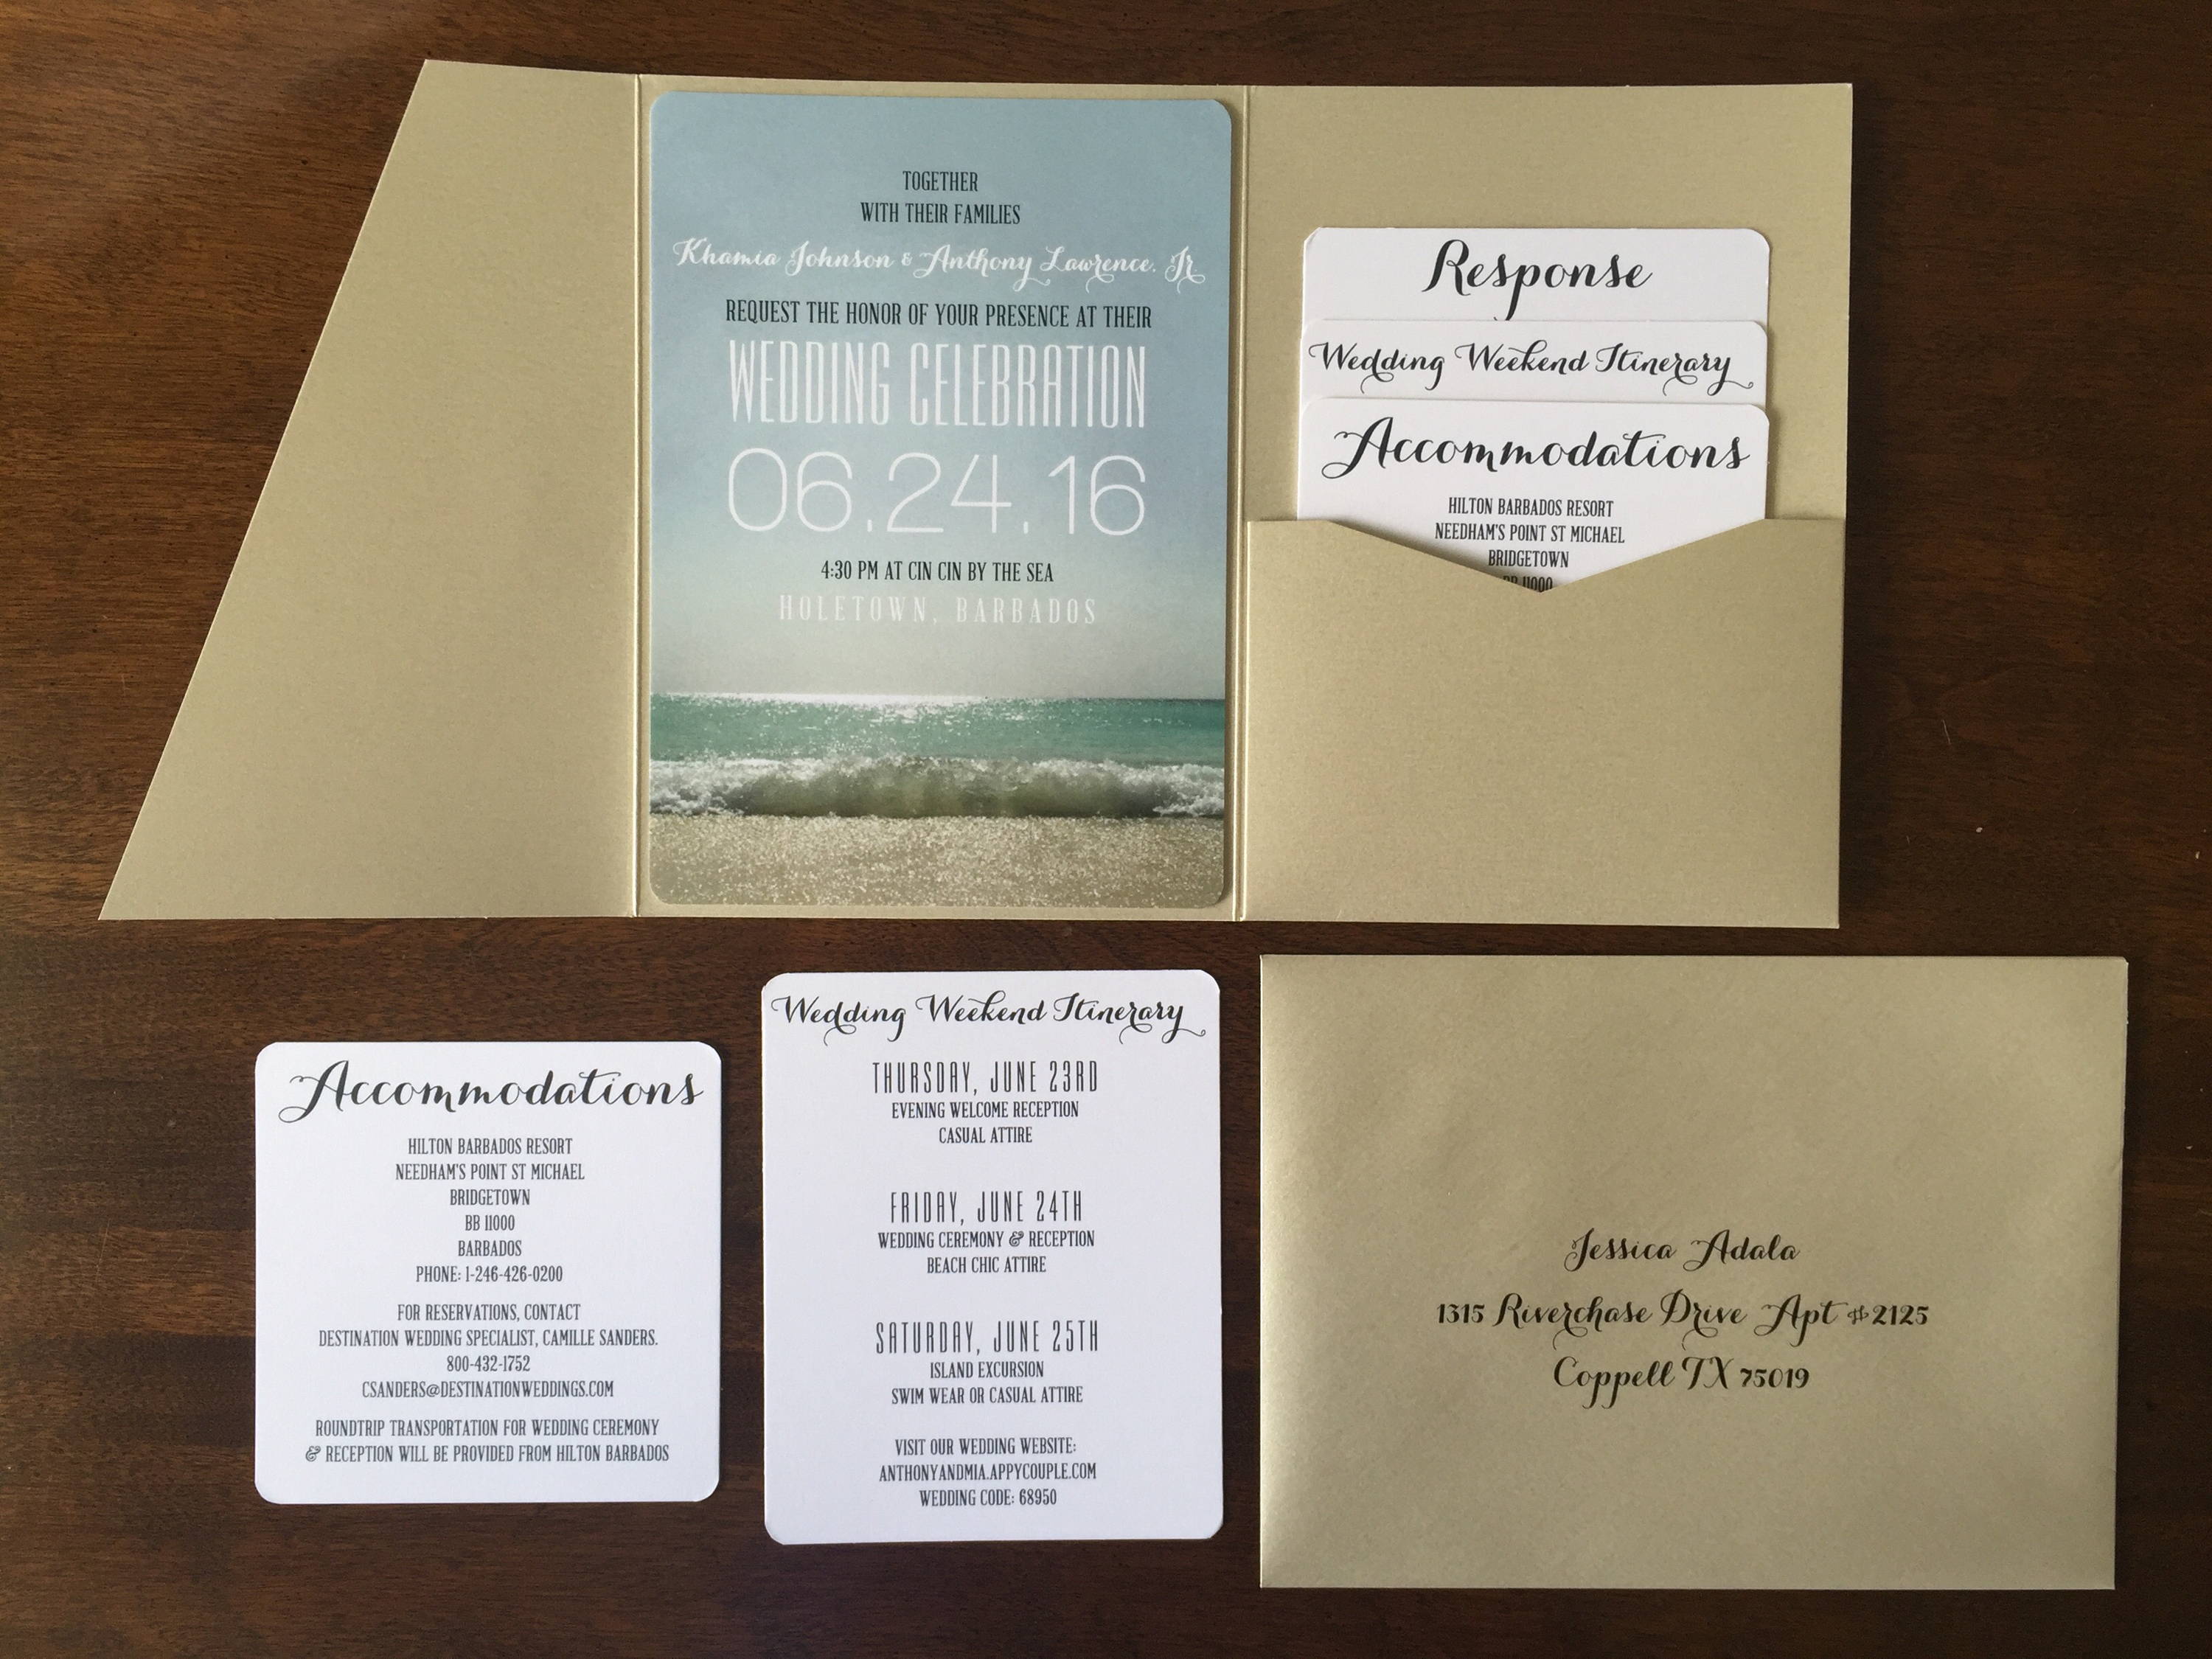 TOGETHER
WITH THEIR FAMILIES
Khamia Johnson & Anthony Lawrence. Jr
REQUEST THE HONOR OF YOUR PRESENCE AT THEIR
WEDDING CELEBRATION
06.24.16
4:30 PM AT CIN CIN BY THE SEA
HOLETOWN, BARBADOS
Response
Wedding Weekend Itinerary
Accommodations
HILTON BARBADOS RESORT
NEEDHAM'S POINT ST MICHAEL
BRIDGETOWN
BB 11000
Accommodations
HILTON BARBADOS RESORT
NEEDHAM'S POINT ST MICHAEL
BRIDGETOWN
BB 11000
BARBADOS
PHONE: 1-246-426-0200
FOR RESERVATIONS, CONTACT
DESTINATION WEDDING SPECIALIST, CAMILLE SANDERS.
800-432-1752
CSANDERS@DESTINATIONWEDDINGS.COM
ROUNDTRIP TRANSPORTATION FOR WEDDING CEREMONY
& RECEPTION WILL BE PROVIDED FROM HILTON BARBADOS
Wedding Weekend Itinerary
THURSDAY, JUNE 23RD
EVENING WELCOME RECEPTION
CASUAL ATTIRE
FRIDAY, JUNE 24TH
WEDDING CEREMONY & RECEPTION
BEACH CHIC ATTIRE
SATURDAY, JUNE 25TH
ISLAND EXCURSION
SWIM WEAR OR CASUAL ATTIRE
VISIT OUR WEDDING WEBSITE:
ANTHONYANDMIA.APPYCOUPLE.COM
WEDDING CODE: 68950
Jessica Adala
1315 Riverchase Drive Apt #2125
Coppell TX 75019